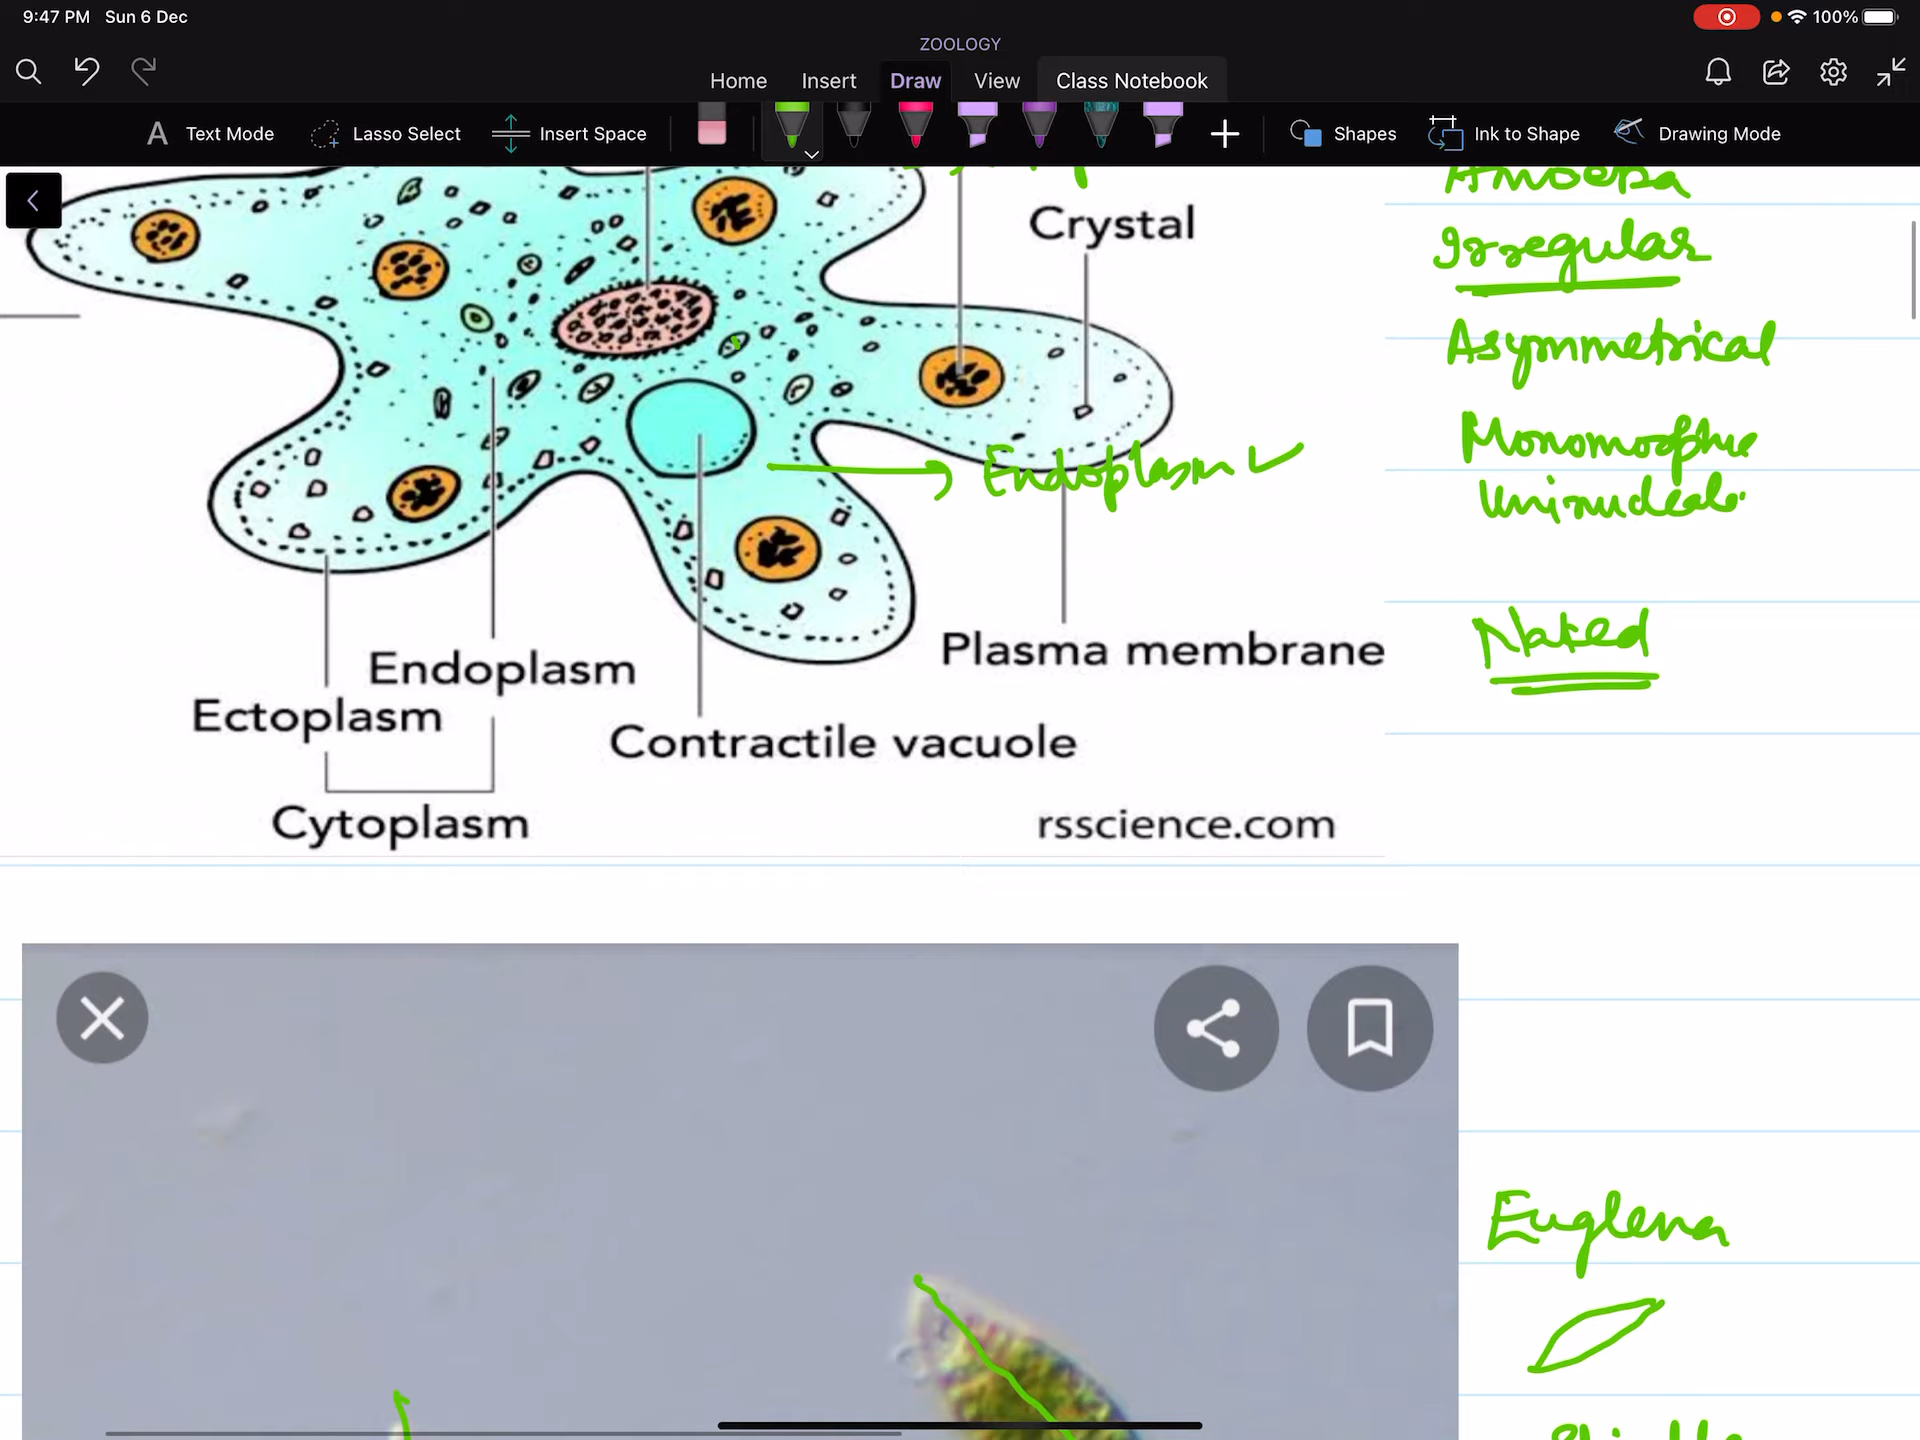 9:47 PM Sun 6 Dec
100%
ZOOLOGY
Home Insert Draw View Class Notebook
A Text Mode Lasso Select Insert Space Shapes Ink to Shape Drawing Mode
Amoeba
Crystal
Irregular
Asymmetrical
Monomorphic
Endoplasm
Uninucleate
Naked
Plasma membrane
Endoplasm
Ectoplasm
Contractile vacuole
Cytoplasm
rsscience.com
Euglena